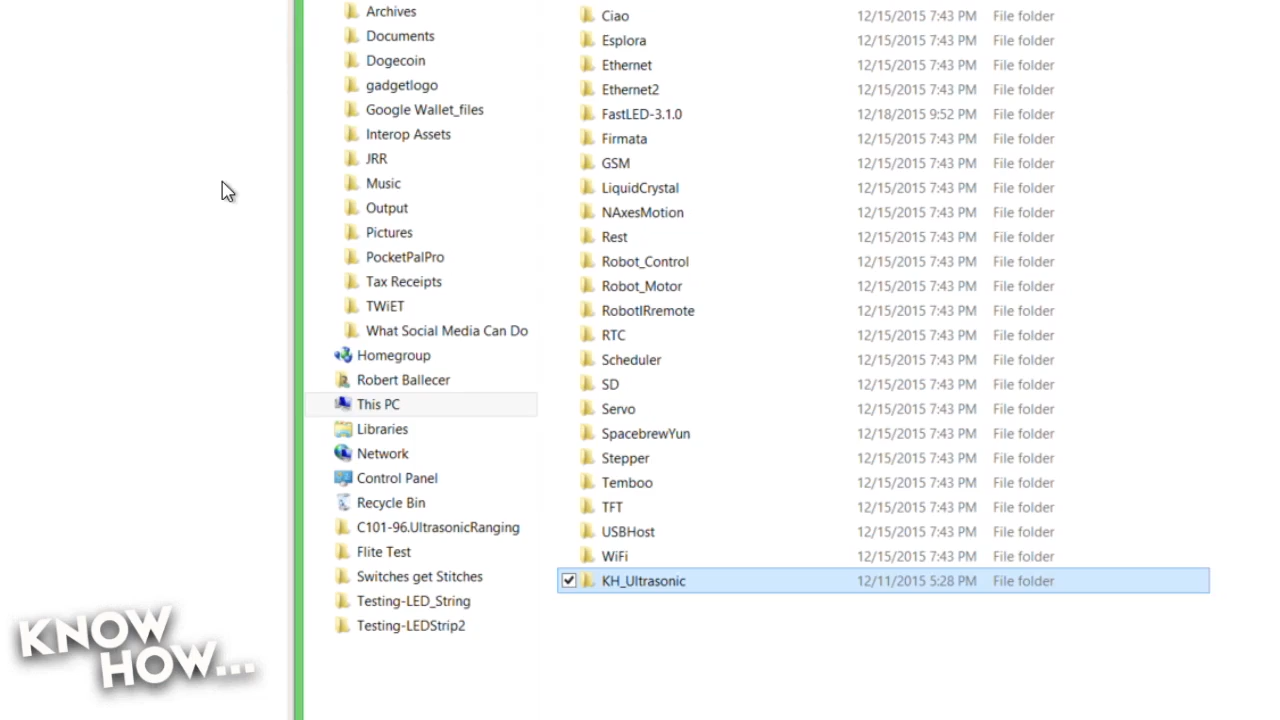 Archives
Documents
Dogecoin
gadgetlogo
Google Wallet_files
Interop Assets
JRR
Music
Output
Pictures
PocketPalPro
Tax Receipts
TWiET
What Social Media Can Do
Homegroup
Robert Ballecer
This PC
Libraries
Network
Control Panel
Recycle Bin
C101-96.UltrasonicRanging
Flite Test
Switches get Stitches
Testing-LED_String
Testing-LEDStrip2
Ciao 12/15/2015 7:43 PM File folder
Esplora 12/15/2015 7:43 PM File folder
Ethernet 12/15/2015 7:43 PM File folder
Ethernet2 12/15/2015 7:43 PM File folder
FastLED-3.1.0 12/18/2015 9:52 PM File folder
Firmata 12/15/2015 7:43 PM File folder
GSM 12/15/2015 7:43 PM File folder
LiquidCrystal 12/15/2015 7:43 PM File folder
NAxesMotion 12/15/2015 7:43 PM File folder
Rest 12/15/2015 7:43 PM File folder
Robot_Control 12/15/2015 7:43 PM File folder
Robot_Motor 12/15/2015 7:43 PM File folder
RobotIRremote 12/15/2015 7:43 PM File folder
RTC 12/15/2015 7:43 PM File folder
Scheduler 12/15/2015 7:43 PM File folder
SD 12/15/2015 7:43 PM File folder
Servo 12/15/2015 7:43 PM File folder
SpacebrewYun 12/15/2015 7:43 PM File folder
Stepper 12/15/2015 7:43 PM File folder
Temboo 12/15/2015 7:43 PM File folder
TFT 12/15/2015 7:43 PM File folder
USBHost 12/15/2015 7:43 PM File folder
WiFi 12/15/2015 7:43 PM File folder
KH_Ultrasonic 12/11/2015 5:28 PM File folder
KNOW
HOW...